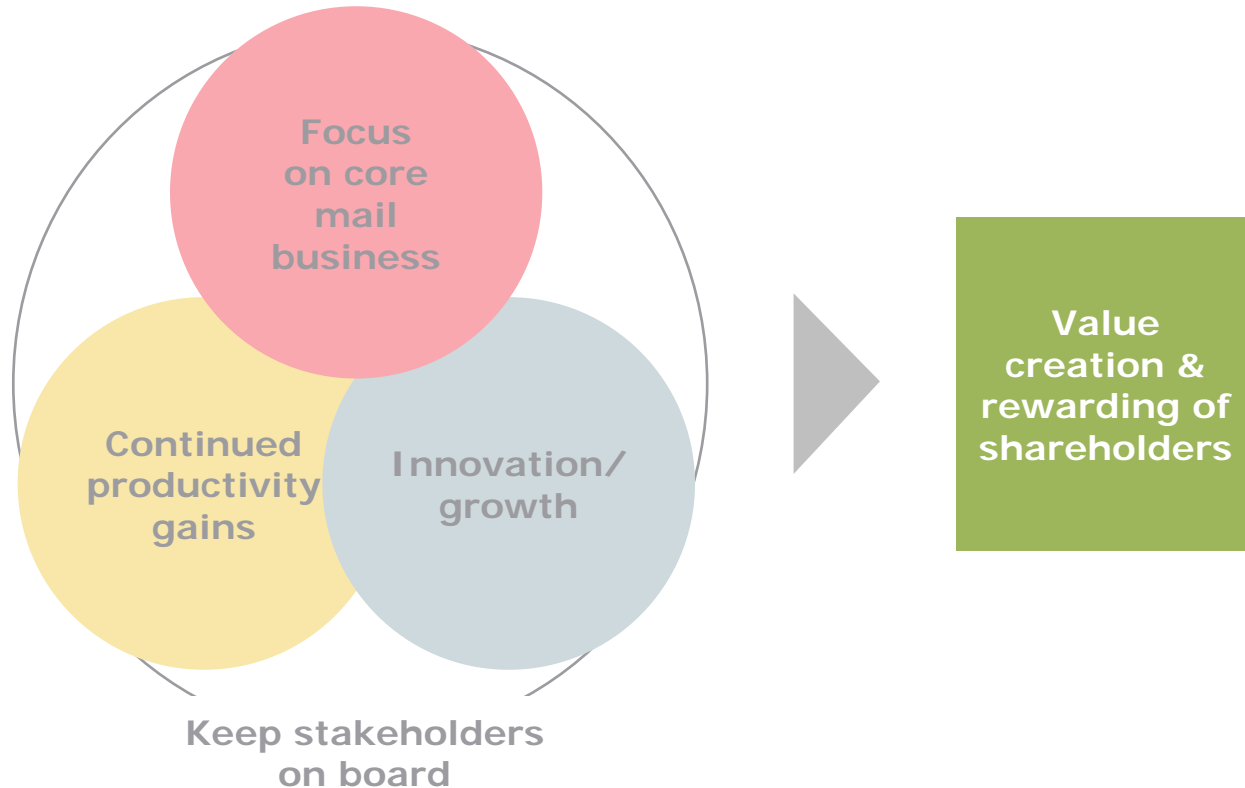 Focus
on core
mail
business
Continued
productivity
gains
Innovation/
growth
Keep stakeholders
on board
Value
creation &
rewarding of
shareholders